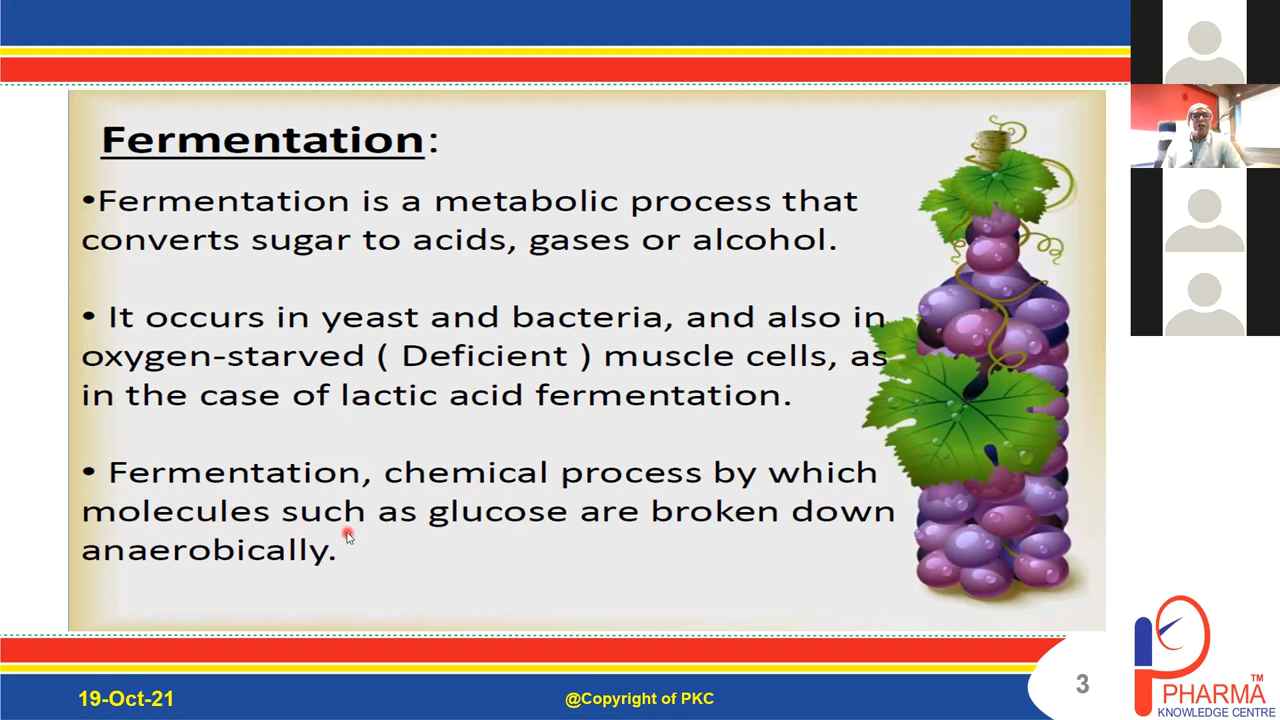 Fermentation:
•Fermentation is a metabolic process that
converts sugar to acids, gases or alcohol.
• It occurs in yeast and bacteria, and also in
oxygen-starved ( Deficient ) muscle cells, as
in the case of lactic acid fermentation.
• Fermentation, chemical process by which
molecules such as glucose are broken down
anaerobically.
19-Oct-21
@Copyright of PKC
3
TM
PHARMA
KNOWLEDGE CENTRE